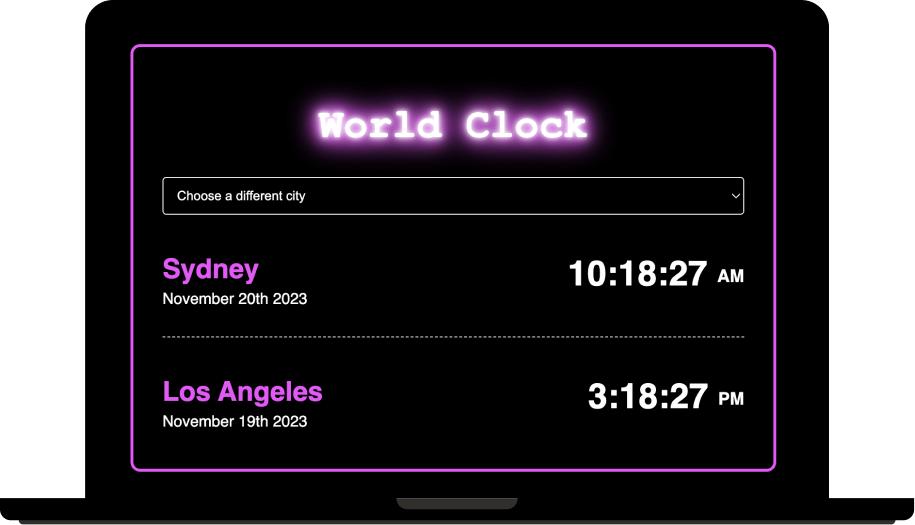 World Clock
Choose a different city
Sydney
10:18:27 AM
November 20th 2023
Los Angeles
3:18:27 PM
November 19th 2023